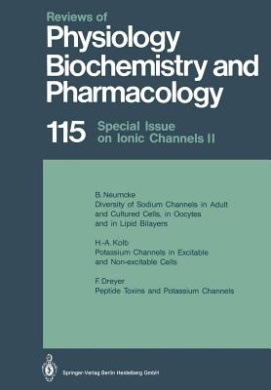 Reviews of
Physiology
Biochemistry and
Pharmacology
115 Special Issue
on Ionic Channels II
B. Neumcke
Diversity of Sodium Channels in Adult
and Cultured Cells, in Oocytes
and in Lipid Bilayers
H.-A. Kolb
Potassium Channels in Excitable
and Non-excitable Cells
F. Dreyer
Peptide Toxins and Potassium Channels
Springer-Verlag Berlin Heidelberg GmbH